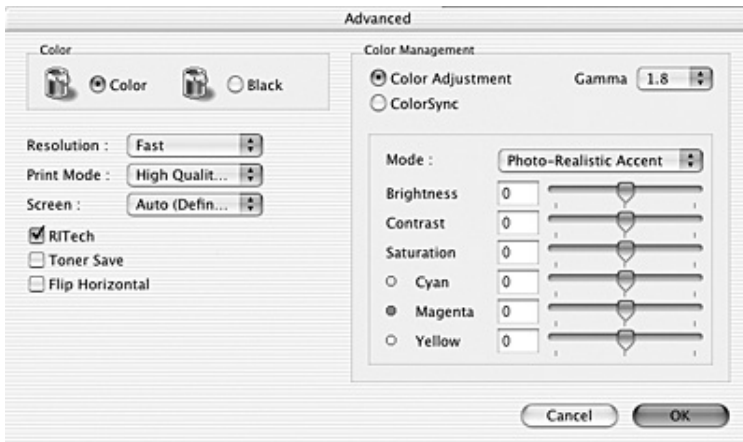 Advanced
Color
Color
Black
Resolution : Fast
Print Mode : High Qualit...
Screen : Auto (Defin...
RITech
Toner Save
Flip Horizontal
Color Management
Color Adjustment
Gamma 1.8
ColorSync
Mode : Photo-Realistic Accent
Brightness 0
Contrast 0
Saturation 0
Cyan 0
Magenta 0
Yellow 0
Cancel
OK